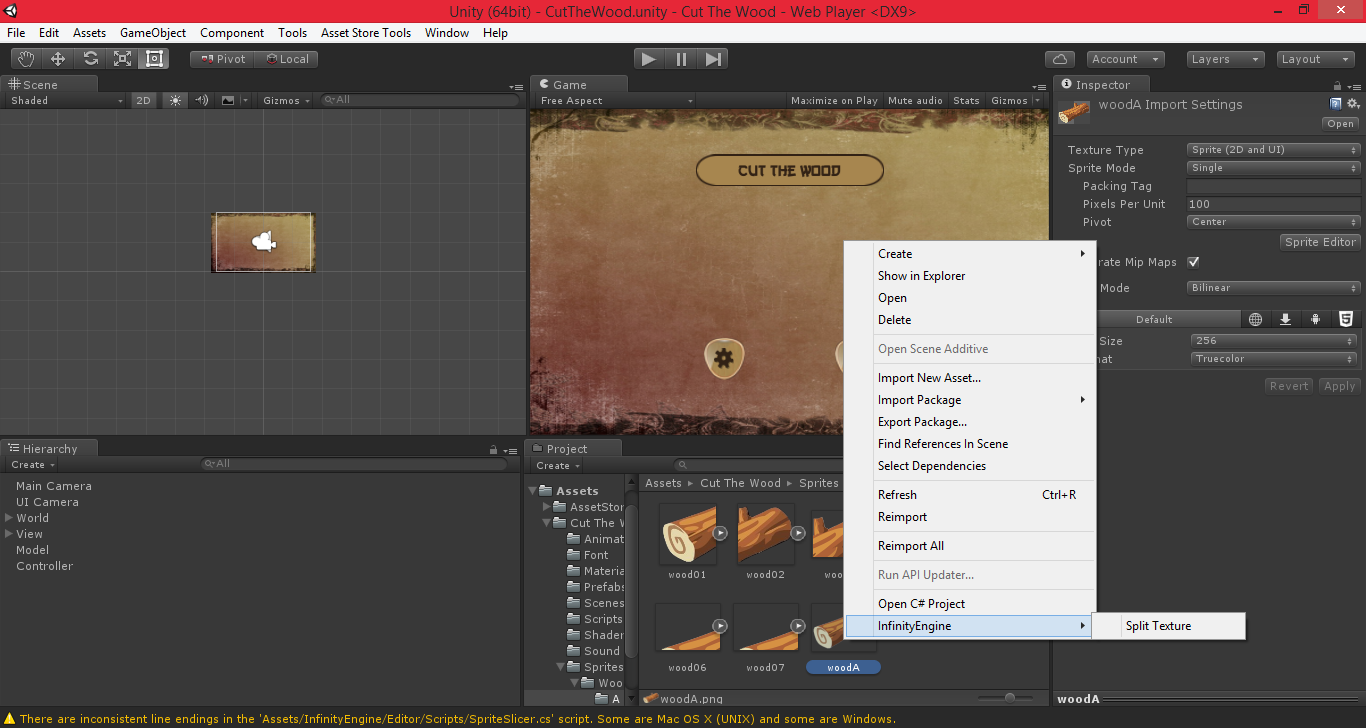 Unity (64bit) - CutTheWood.unity - Cut The Wood - Web Player <DX9>
File Edit Assets GameObject Component Tools Asset Store Tools Window Help
Pivot Local Account Layers Layout
Scene
Shaded 2D Gizmos All
Game
Free Aspect Maximize on Play Mute audio Stats Gizmos
CUT THE WOOD
Inspector
woodA Import Settings
Open
Texture Type Sprite (2D and UI)
Sprite Mode Single
Packing Tag
Pixels Per Unit 100
Pivot Center
Sprite Editor
rate Mip Maps
Mode Bilinear
Default
Size 256
at Truecolor
Revert Apply
Create
Show in Explorer
Open
Delete
Open Scene Additive
Import New Asset...
Import Package
Export Package...
Find References In Scene
Select Dependencies
Refresh Ctrl+R
Reimport
Reimport All
Run API Updater...
Open C# Project
InfinityEngine
Split Texture
Hierarchy
Create All
Main Camera
UI Camera
World
View
Model
Controller
Project
Create
Assets
AssetStor
Cut The W
Animat
Font
Materia
Prefabs
Scenes
Scripts
Shader
Sound
Sprites
Woo
A
Assets Cut The Wood Sprites
wood01 wood02 woo
wood06 wood07 woodA
woodA.png
woodA
There are inconsistent line endings in the 'Assets/InfinityEngine/Editor/Scripts/SpriteSlicer.cs' script. Some are Mac OS X (UNIX) and some are Windows.